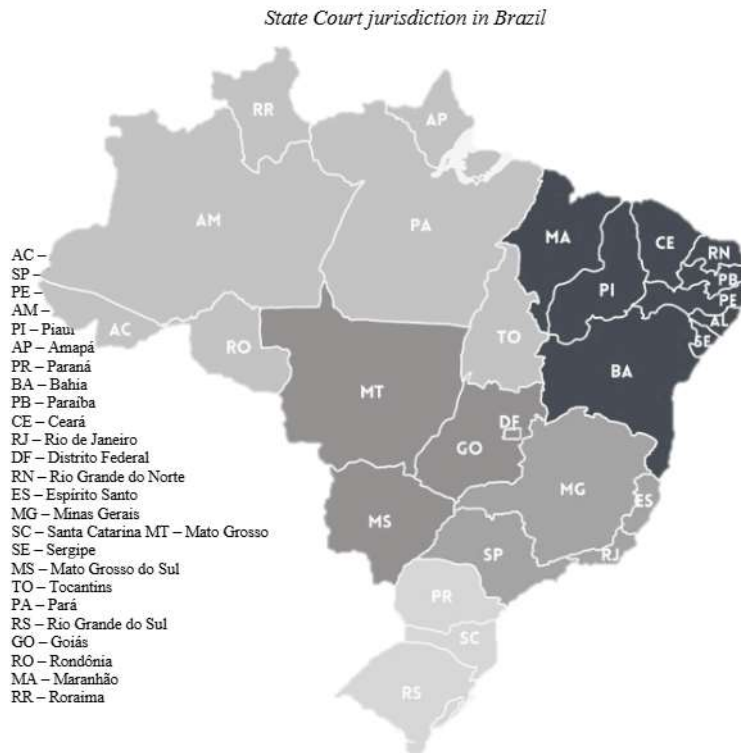 State Court jurisdiction in Brazil
RR
AP
AM
PA
MA
CE
RN
PB
PE
AL
SE
PI
AC
RO
TO
BA
MT
DF
GO
MG
ES
MS
SP
RJ
PR
SC
RS
AC –
SP –
PE –
AM –
PI – Piauí
AP – Amapá
PR – Paraná
BA – Bahia
PB – Paraíba
CE – Ceará
RJ – Rio de Janeiro
DF – Distrito Federal
RN – Rio Grande do Norte
ES – Espírito Santo
MG – Minas Gerais
SC – Santa Catarina MT – Mato Grosso
SE – Sergipe
MS – Mato Grosso do Sul
TO – Tocantins
PA – Pará
RS – Rio Grande do Sul
GO – Goiás
RO – Rondônia
MA – Maranhão
RR – Roraima